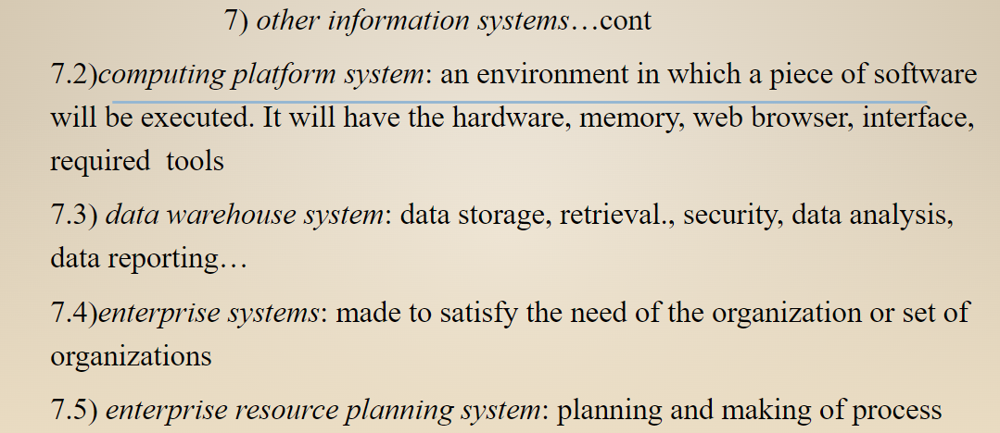 7) other information systems…cont
7.2)computing platform system: an environment in which a piece of software
will be executed. It will have the hardware, memory, web browser, interface,
required  tools
7.3) data warehouse system: data storage, retrieval., security, data analysis,
data reporting…
7.4)enterprise systems: made to satisfy the need of the organization or set of
organizations
7.5) enterprise resource planning system: planning and making of process